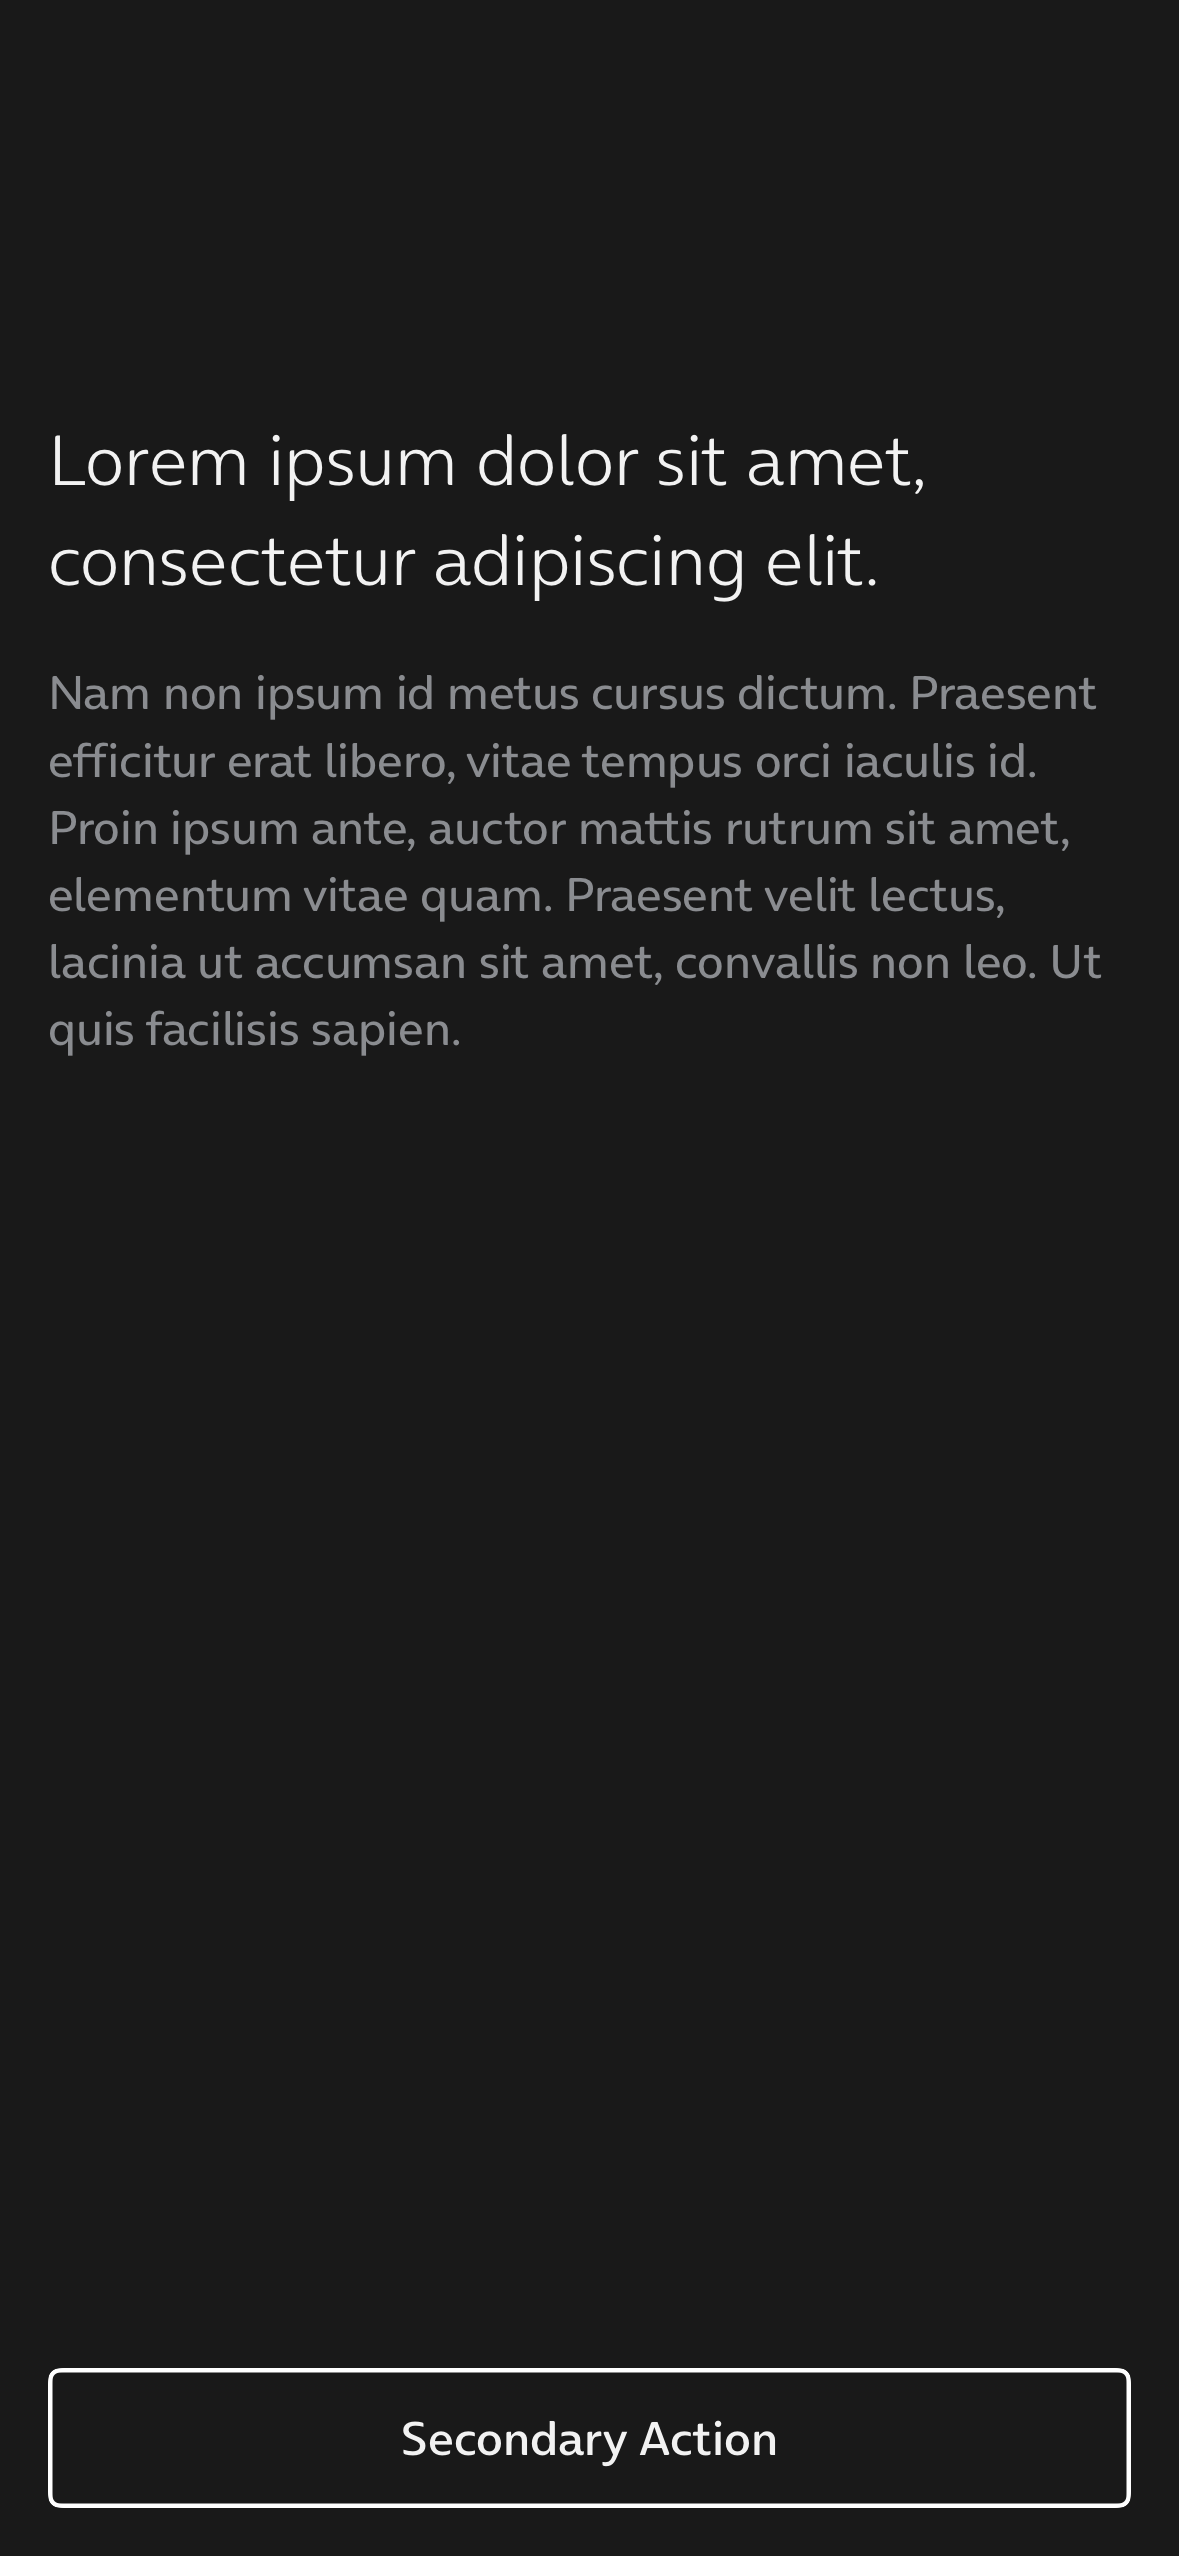 Lorem ipsum dolor sit amet,
consectetur adipiscing elit.
Nam non ipsum id metus cursus dictum. Praesent
efficitur erat libero, vitae tempus orci iaculis id.
Proin ipsum ante, auctor mattis rutrum sit amet,
elementum vitae quam. Praesent velit lectus,
lacinia ut accumsan sit amet, convallis non leo. Ut
quis facilisis sapien.
Secondary Action